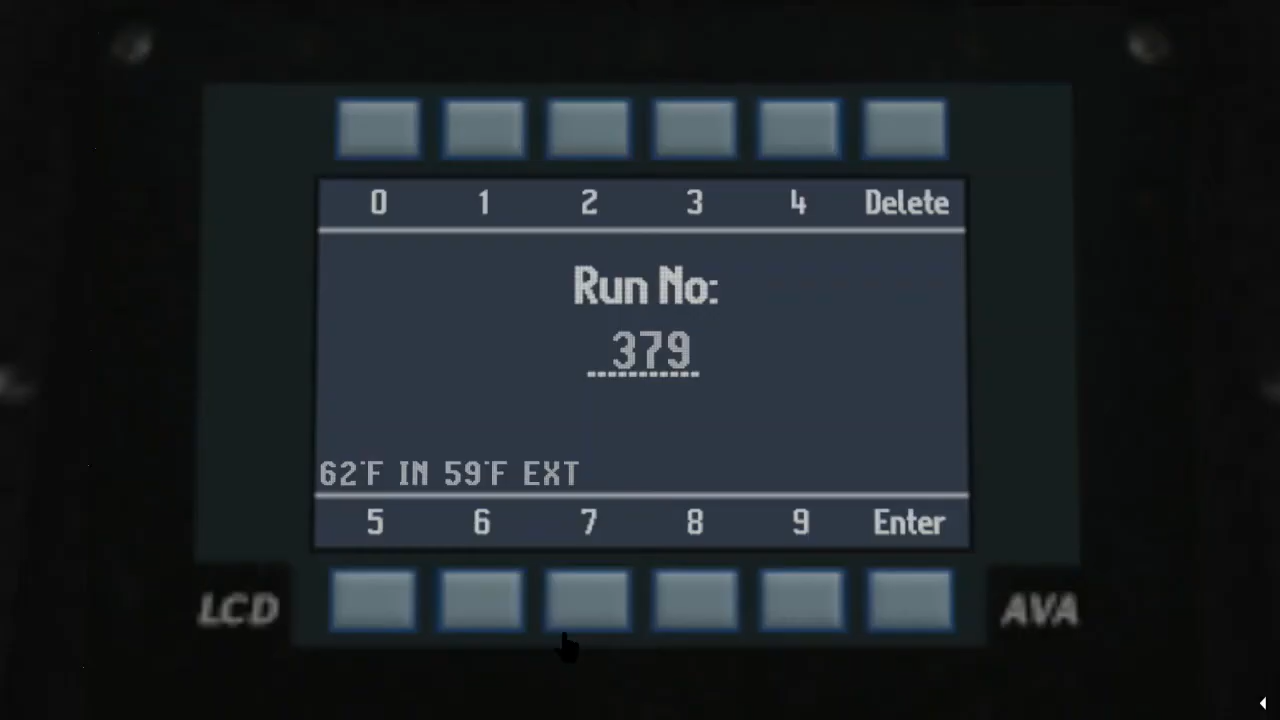 0 1 2 3 4 Delete
Run No:
379
62°F IN 59°F EXT
5 6 7 8 9 Enter
LCD AVA